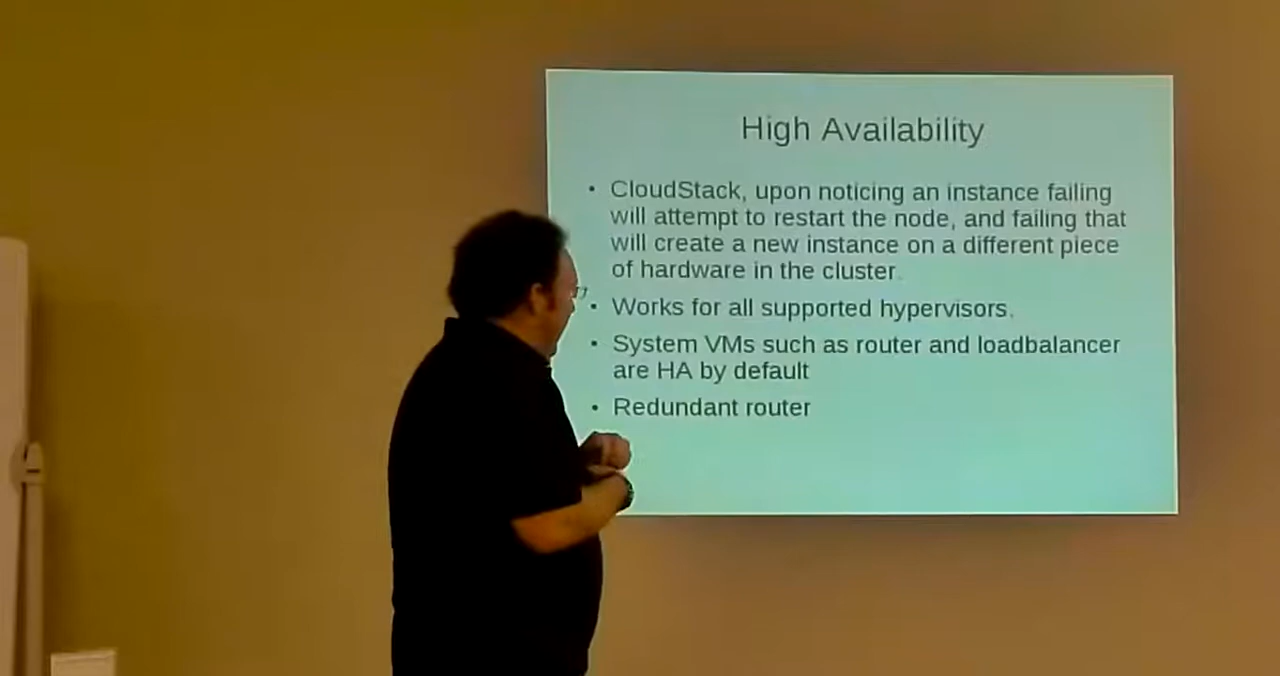 High Availability
• CloudStack, upon noticing an instance failing
will attempt to restart the node, and failing that
will create a new instance on a different piece
of hardware in the cluster.
• Works for all supported hypervisors.
• System VMs such as router and loadbalancer
are HA by default
• Redundant router